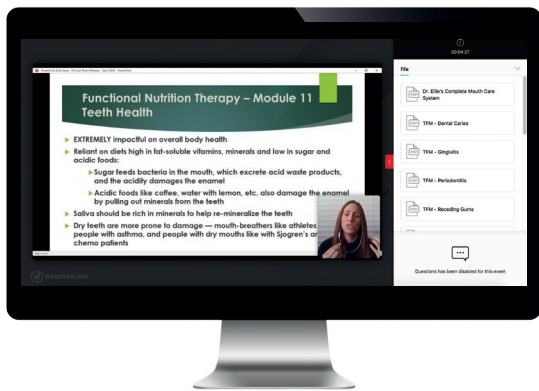 00:04:27
Functional Nutrition Therapy – Module 11
Teeth Health
EXTREMELY impactful on overall body health
Reliant on diets high in fat-soluble vitamins, minerals and low in sugar and
acidic foods:
Sugar feeds bacteria in the mouth, which excrete acid waste products,
and the acidity damages the enamel
Acidic foods like coffee, water with lemon, etc. also damage the enamel
by pulling out minerals from the teeth
Saliva should be rich in minerals to help re-mineralize the teeth
Dry teeth are more prone to damage — mouth-breathers like athletes
people with asthma, and people with dry mouths like with Sjogren's
chemo patients
WEBINARJAM
File
Dr. Elle's Complete Mouth Care
System
TFM - Dental Caries
TFM - Gingivitis
TFM - Periodontitis
TFM - Receding Gums
Questions has been disabled for this event